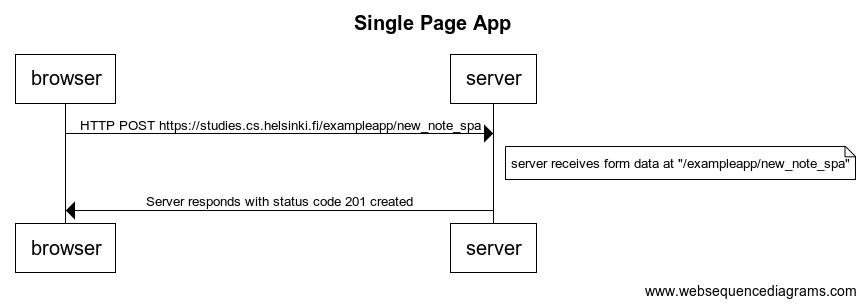 Single Page App
browser
server
HTTP POST https://studies.cs.helsinki.fi/exampleapp/new_note_spa
server receives form data at "/exampleapp/new_note_spa"
Server responds with status code 201 created
browser
server
www.websequencediagrams.com